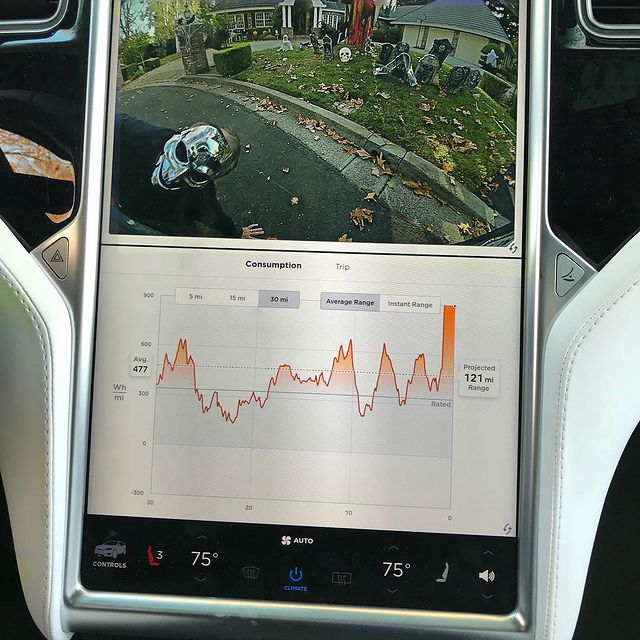 Consumption Trip
5 mi 15 mi 30 mi Average Range Instant Range
900
600
Avg.
477
Projected
121 mi
Range
Wh
mi
300
Rated
0
-300
30 20 10 0
AUTO
3 75° 75°
CONTROLS
CLIMATE